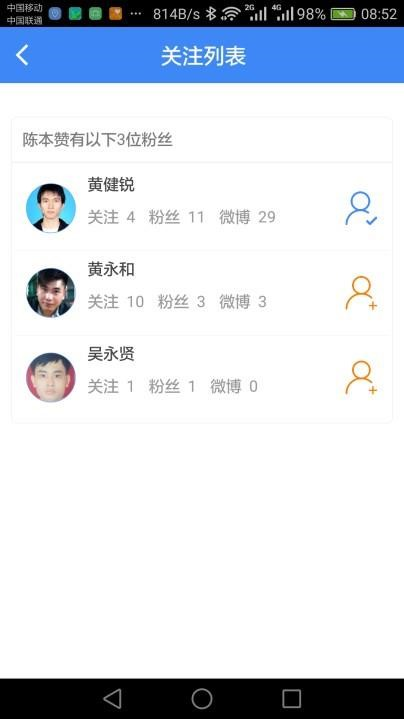 中国移动
中国联通
814B/s 2G 4G 98% 08:52
关注列表
陈本赞有以下3位粉丝
黄健锐
关注 4 粉丝 11 微博 29
黄永和
关注 10 粉丝 3 微博 3
吴永贤
关注 1 粉丝 1 微博 0